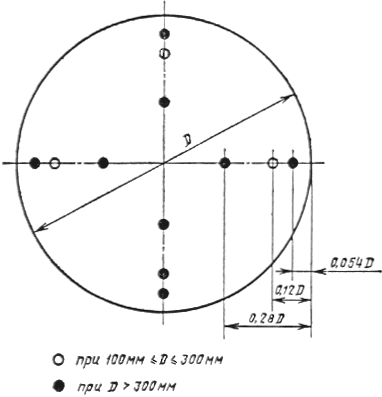 D
0,054D
0,12D
0,28D
при 100мм ≤ D ≤ 300мм
при D > 300мм